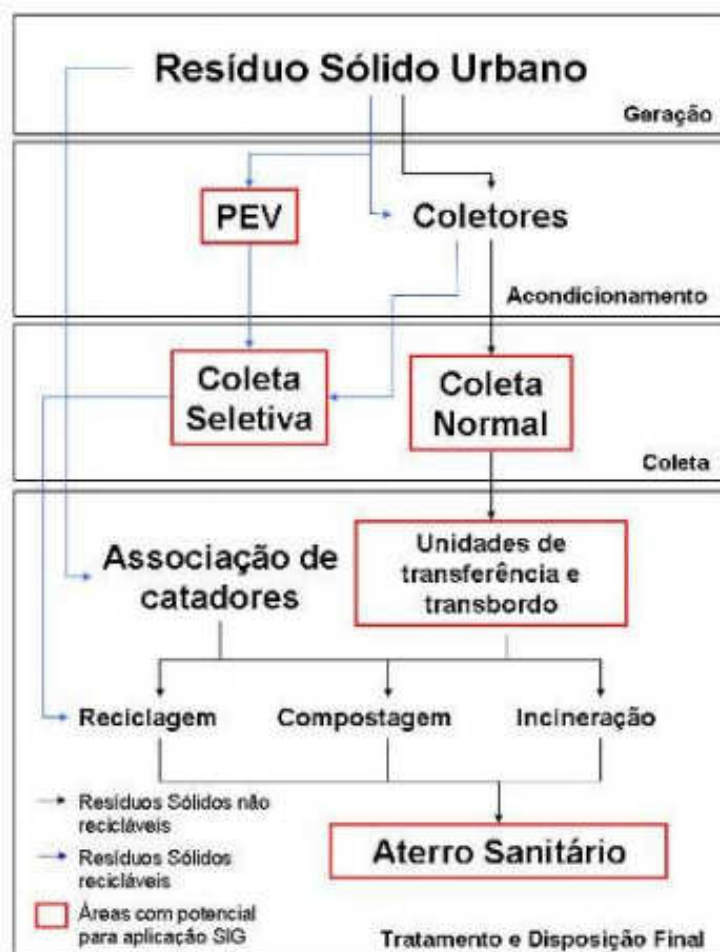 Resíduo Sólido Urbano
Geração
PEV
Coletores
Acondicionamento
Coleta
Seletiva
Coleta
Normal
Coleta
Associação de
catadores
Unidades de
transferência e
transbordo
Reciclagem
Compostagem
Incineração
Resíduos Sólidos não
recicláveis
Resíduos Sólidos
recicláveis
Áreas com potencial
para aplicação SIG
Aterro Sanitário
Tratamento e Disposição Final